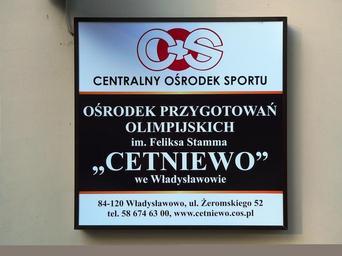 COS
CENTRALNY OŚRODEK SPORTU
OŚRODEK PRZYGOTOWAŃ
OLIMPIJSKICH
im. Feliksa Stamma
„CETNIEWO”
we Władysławowie
84-120 Władysławowo, ul. Żeromskiego 52
tel. 58 674 63 00, www.cetniewo.cos.pl